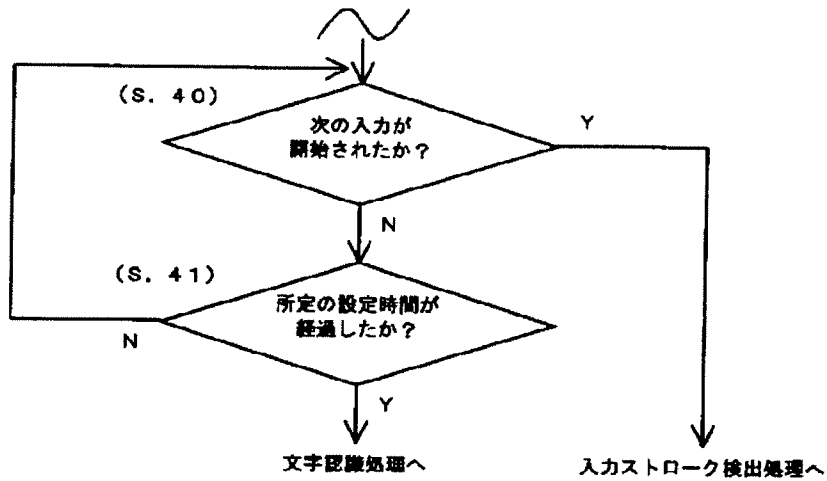 (S. 40)
次の入力が
開始されたか?
Y
N
(S. 41)
所定の設定時間が
経過したか?
N
Y
文字認識処理へ
入力ストローク検出処理へ